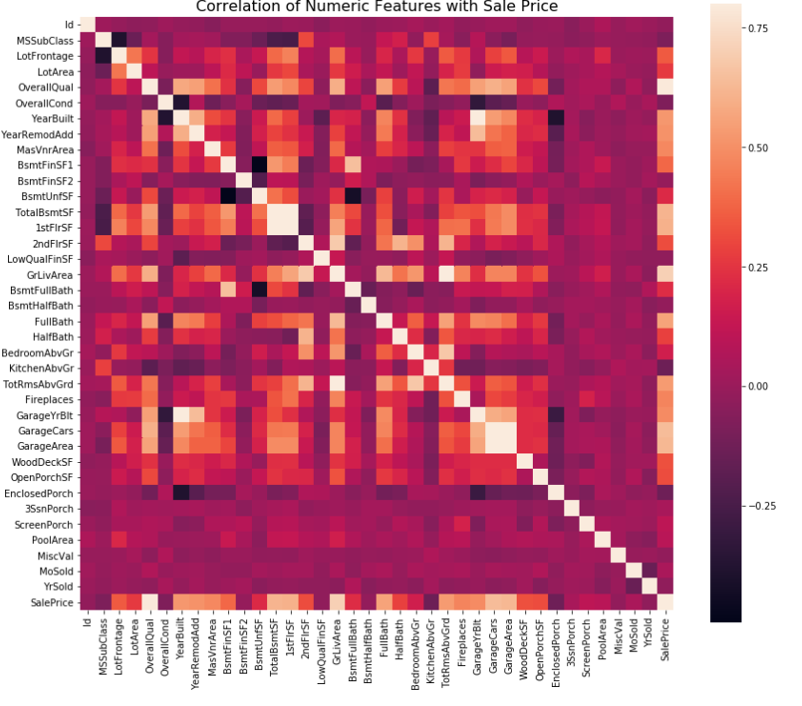 Correlation of Numeric Features with Sale Price
Id
MSSubClass
LotFrontage
LotArea
OverallQual
OverallCond
YearBuilt
YearRemodAdd
MasVnrArea
BsmtFinSF1
BsmtFinSF2
BsmtUnfSF
TotalBsmtSF
1stFlrSF
2ndFlrSF
LowQualFinSF
GrLivArea
BsmtFullBath
BsmtHalfBath
FullBath
HalfBath
BedroomAbvGr
KitchenAbvGr
TotRmsAbvGrd
Fireplaces
GarageYrBlt
GarageCars
GarageArea
WoodDeckSF
OpenPorchSF
EnclosedPorch
3SsnPorch
ScreenPorch
PoolArea
MiscVal
MoSold
YrSold
SalePrice
Id
MSSubClass
LotFrontage
LotArea
OverallQual
OverallCond
YearBuilt
YearRemodAdd
MasVnrArea
BsmtFinSF1
BsmtFinSF2
BsmtUnfSF
TotalBsmtSF
1stFlrSF
2ndFlrSF
LowQualFinSF
GrLivArea
BsmtFullBath
BsmtHalfBath
FullBath
HalfBath
BedroomAbvGr
KitchenAbvGr
TotRmsAbvGrd
Fireplaces
GarageYrBlt
GarageCars
GarageArea
WoodDeckSF
OpenPorchSF
EnclosedPorch
3SsnPorch
ScreenPorch
PoolArea
MiscVal
MoSold
YrSold
SalePrice
0.75
0.50
0.25
0.00
−0.25